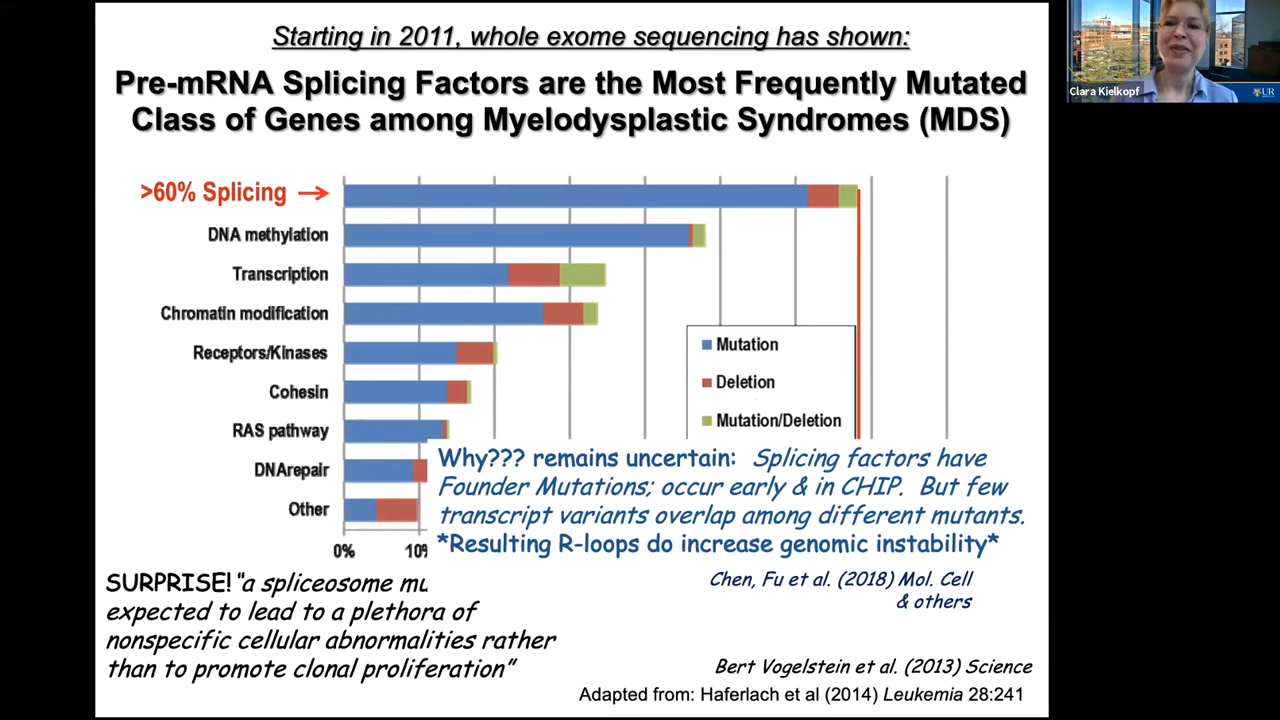 Starting in 2011, whole exome sequencing has shown:
Pre-mRNA Splicing Factors are the Most Frequently Mutated
Class of Genes among Myelodysplastic Syndromes (MDS)
Clara Kielkopf
UR
>60% Splicing
DNA methylation
Transcription
Chromatin modification
Receptors/Kinases
Cohesin
RAS pathway
DNArepair
Other
Mutation
Deletion
Mutation/Deletion
0%
10%
Why??? remains uncertain: Splicing factors have
Founder Mutations; occur early & in CHIP. But few
transcript variants overlap among different mutants.
*Resulting R-loops do increase genomic instability*
Chen, Fu et al. (2018) Mol. Cell
& others
SURPRISE! "a spliceosome mu
expected to lead to a plethora of
nonspecific cellular abnormalities rather
than to promote clonal proliferation"
Bert Vogelstein et al. (2013) Science
Adapted from: Haferlach et al (2014) Leukemia 28:241